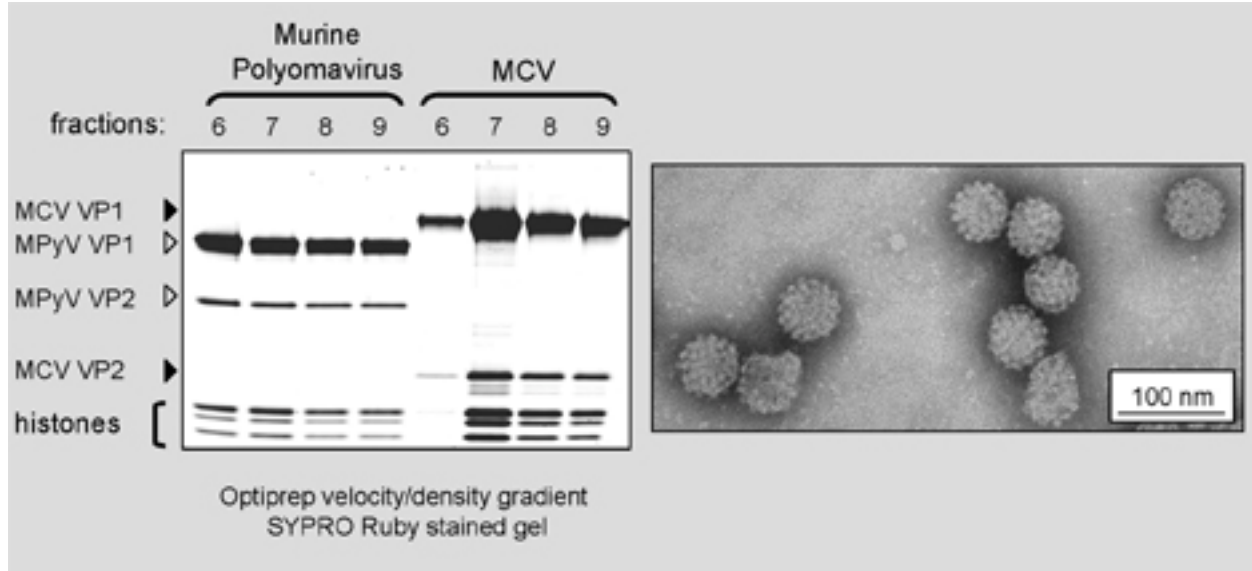 Murine
Polyomavirus
MCV
fractions: 6 7 8 9 6 7 8 9
MCV VP1
MPyV VP1
MPyV VP2
MCV VP2
histones
100 nm
Optiprep velocity/density gradient
SYPRO Ruby stained gel